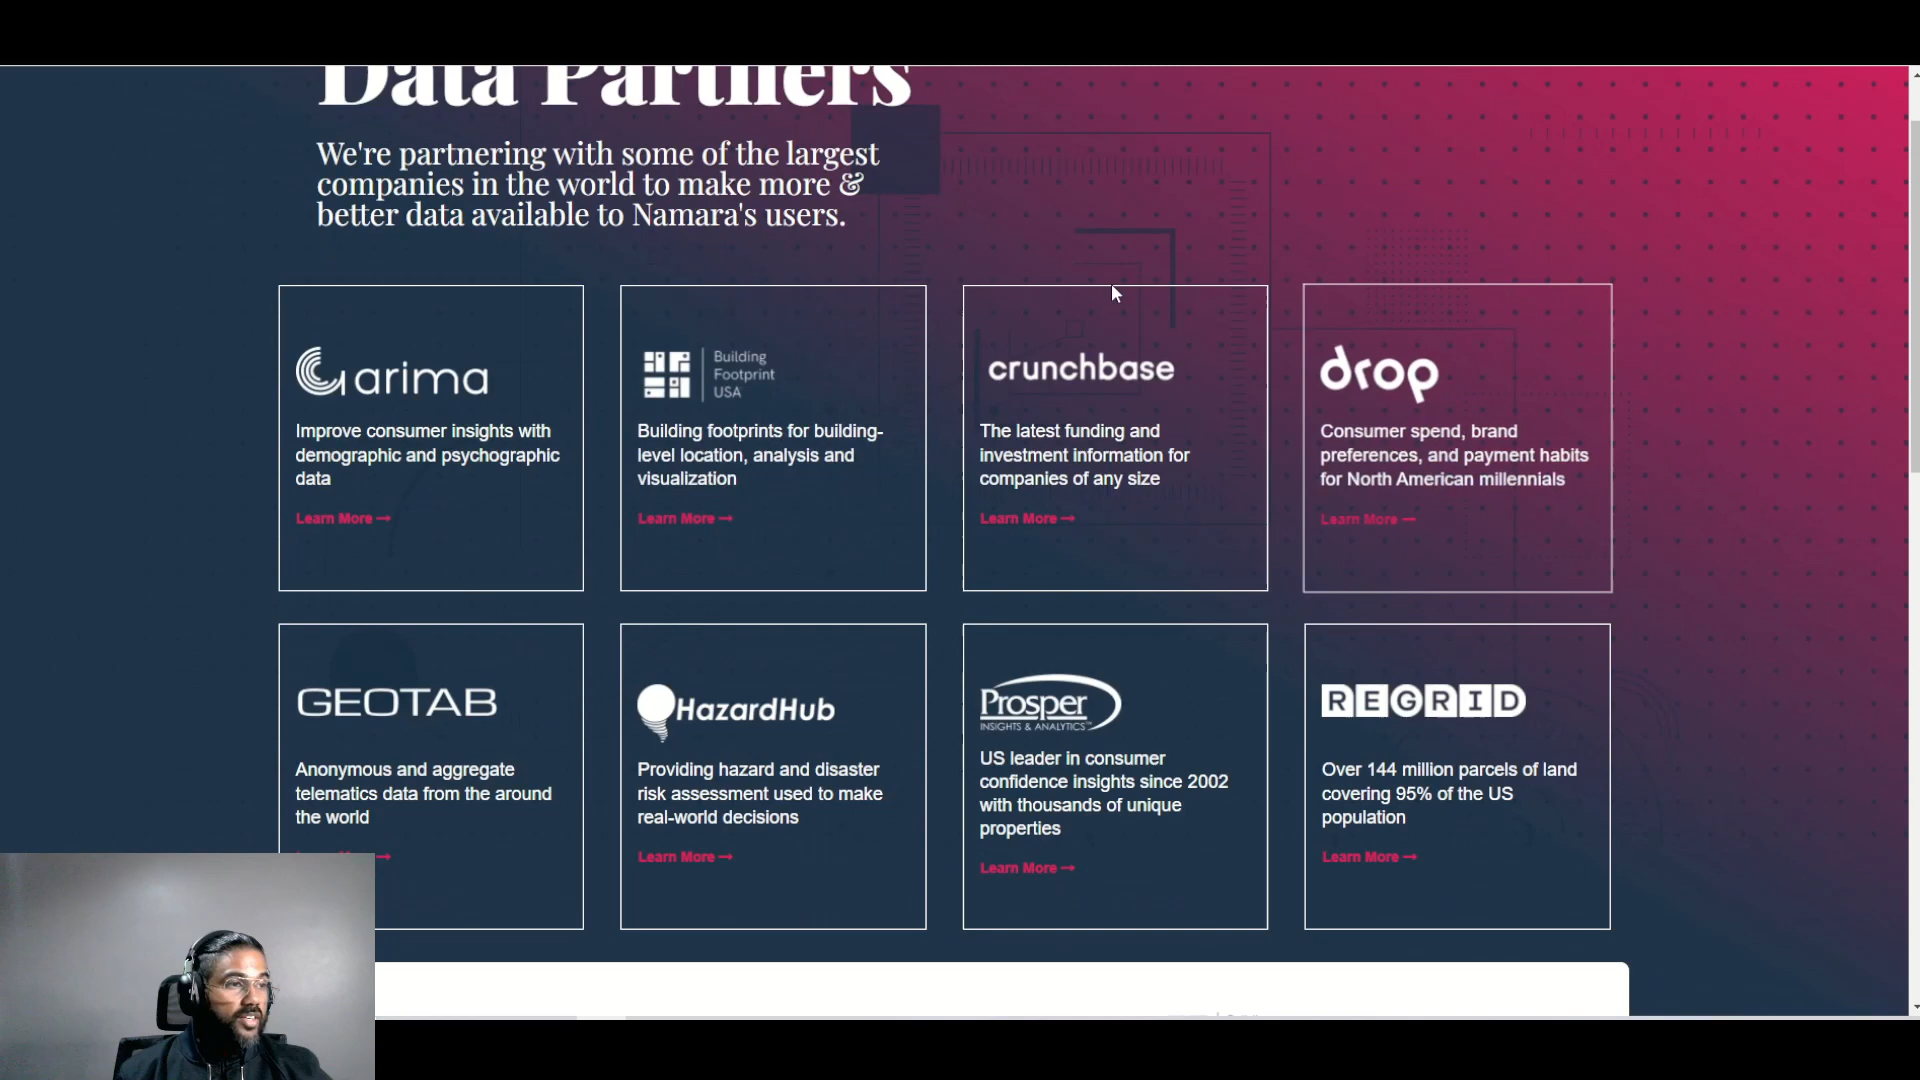 Data Partners
We're partnering with some of the largest
companies in the world to make more &
better data available to Namara's users.
arima
Improve consumer insights with
demographic and psychographic
data
Learn More →
Building
Footprint
USA
Building footprints for building-
level location, analysis and
visualization
Learn More →
crunchbase
The latest funding and
investment information for
companies of any size
Learn More →
drop
Consumer spend, brand
preferences, and payment habits
for North American millennials
Learn More →
GEOTAB
Anonymous and aggregate
telematics data from the around
the world
HazardHub
Providing hazard and disaster
risk assessment used to make
real-world decisions
Learn More →
Prosper
INSIGHTS & ANALYTICS™
US leader in consumer
confidence insights since 2002
with thousands of unique
properties
Learn More →
REGRID
Over 144 million parcels of land
covering 95% of the US
population
Learn More →